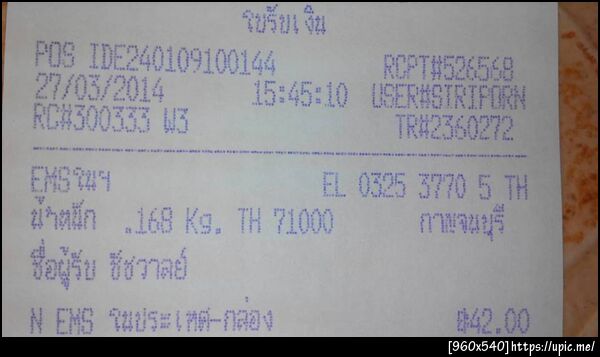 ใบรับเงิน
POS IDE240109100144 RCPT#526568
27/03/2014 15:45:10 USER#SIRIPORN
RC#300333 W3 TR#2360272
EMSในฯ EL 0325 3770 5 TH
น้ำหนัก .168 Kg. TH 71000 กาญจนบุรี
ชื่อผู้รับ ชัชวาลย์
N EMS ในประเทศ-กล่อง ฿42.00
[960x540]https://upic.me/